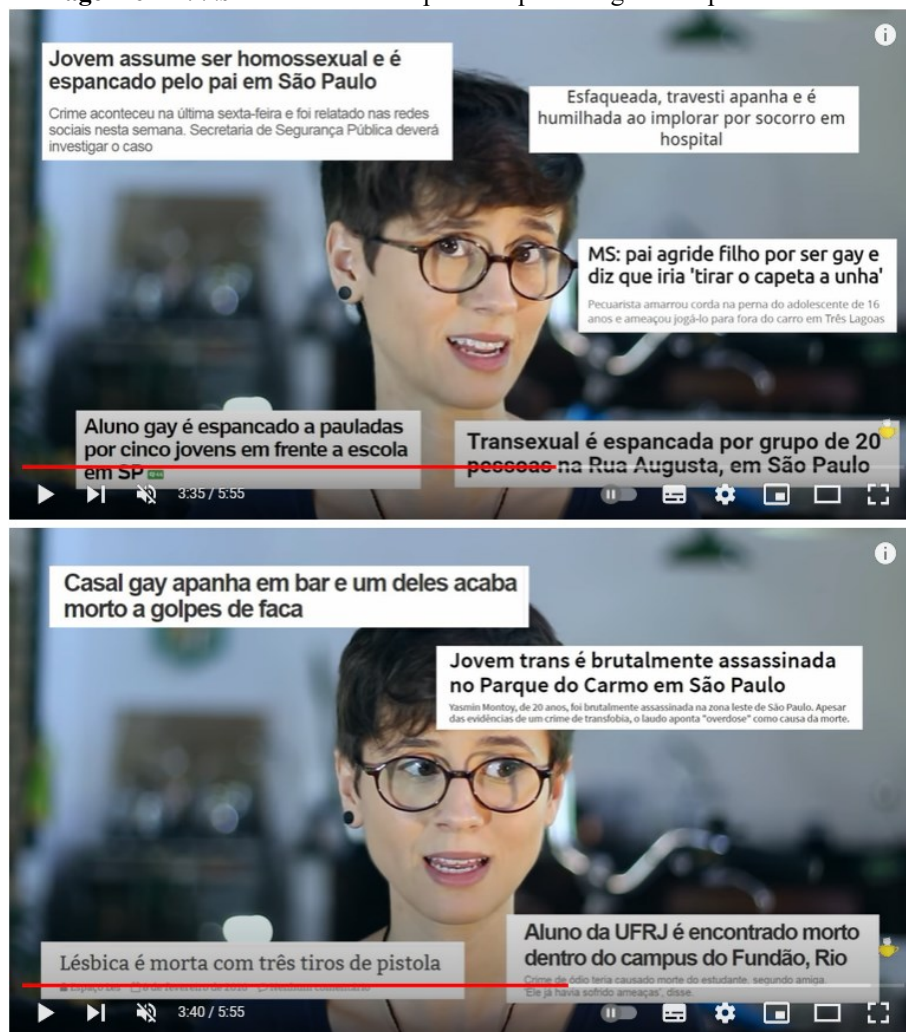 Jovem assume ser homossexual e é
espancado pelo pai em São Paulo
Crime aconteceu na última sexta-feira e foi relatado nas redes
sociais nesta semana. Secretaria de Segurança Pública deverá
investigar o caso
Esfaqueada, travesti apanha e é
humilhada ao implorar por socorro em
hospital
MS: pai agride filho por ser gay e
diz que iria 'tirar o capeta a unha'
Pecuarista amarrou corda na perna do adolescente de 16
anos e ameaçou jogá-lo para fora do carro em Três Lagoas
Aluno gay é espancado a pauladas
por cinco jovens em frente a escola
em SP
Transexual é espancada por grupo de 20
pessoas na Rua Augusta, em São Paulo
3:35 / 5:55
Casal gay apanha em bar e um deles acaba
morto a golpes de faca
Jovem trans é brutalmente assassinada
no Parque do Carmo em São Paulo
Yasmin Montoy, de 20 anos, foi brutalmente assassinada na zona leste de São Paulo. Apesar
das evidências de um crime de transfobia, o laudo aponta "overdose" como causa da morte.
Lésbica é morta com três tiros de pistola
Aluno da UFRJ é encontrado morto
dentro do campus do Fundão, Rio
Crime de ódio teria causado morte do estudante, segundo amiga.
'Ele já havia sofrido ameaças', disse.
3:40 / 5:55